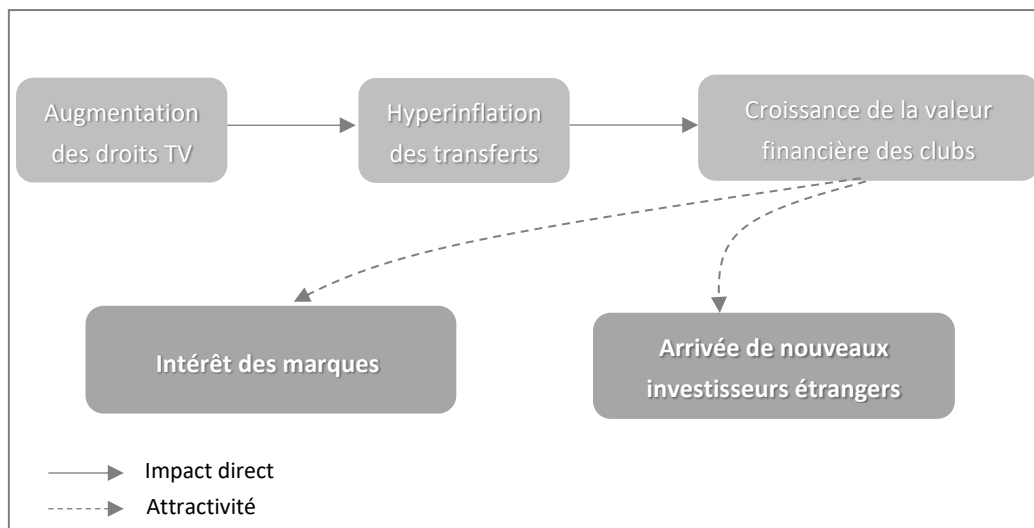 Augmentation
des droits TV
Hyperinflation
des transferts
Croissance de la valeur
financière des clubs
Intérêt des marques
Arrivée de nouveaux
investisseurs étrangers
Impact direct
Attractivité